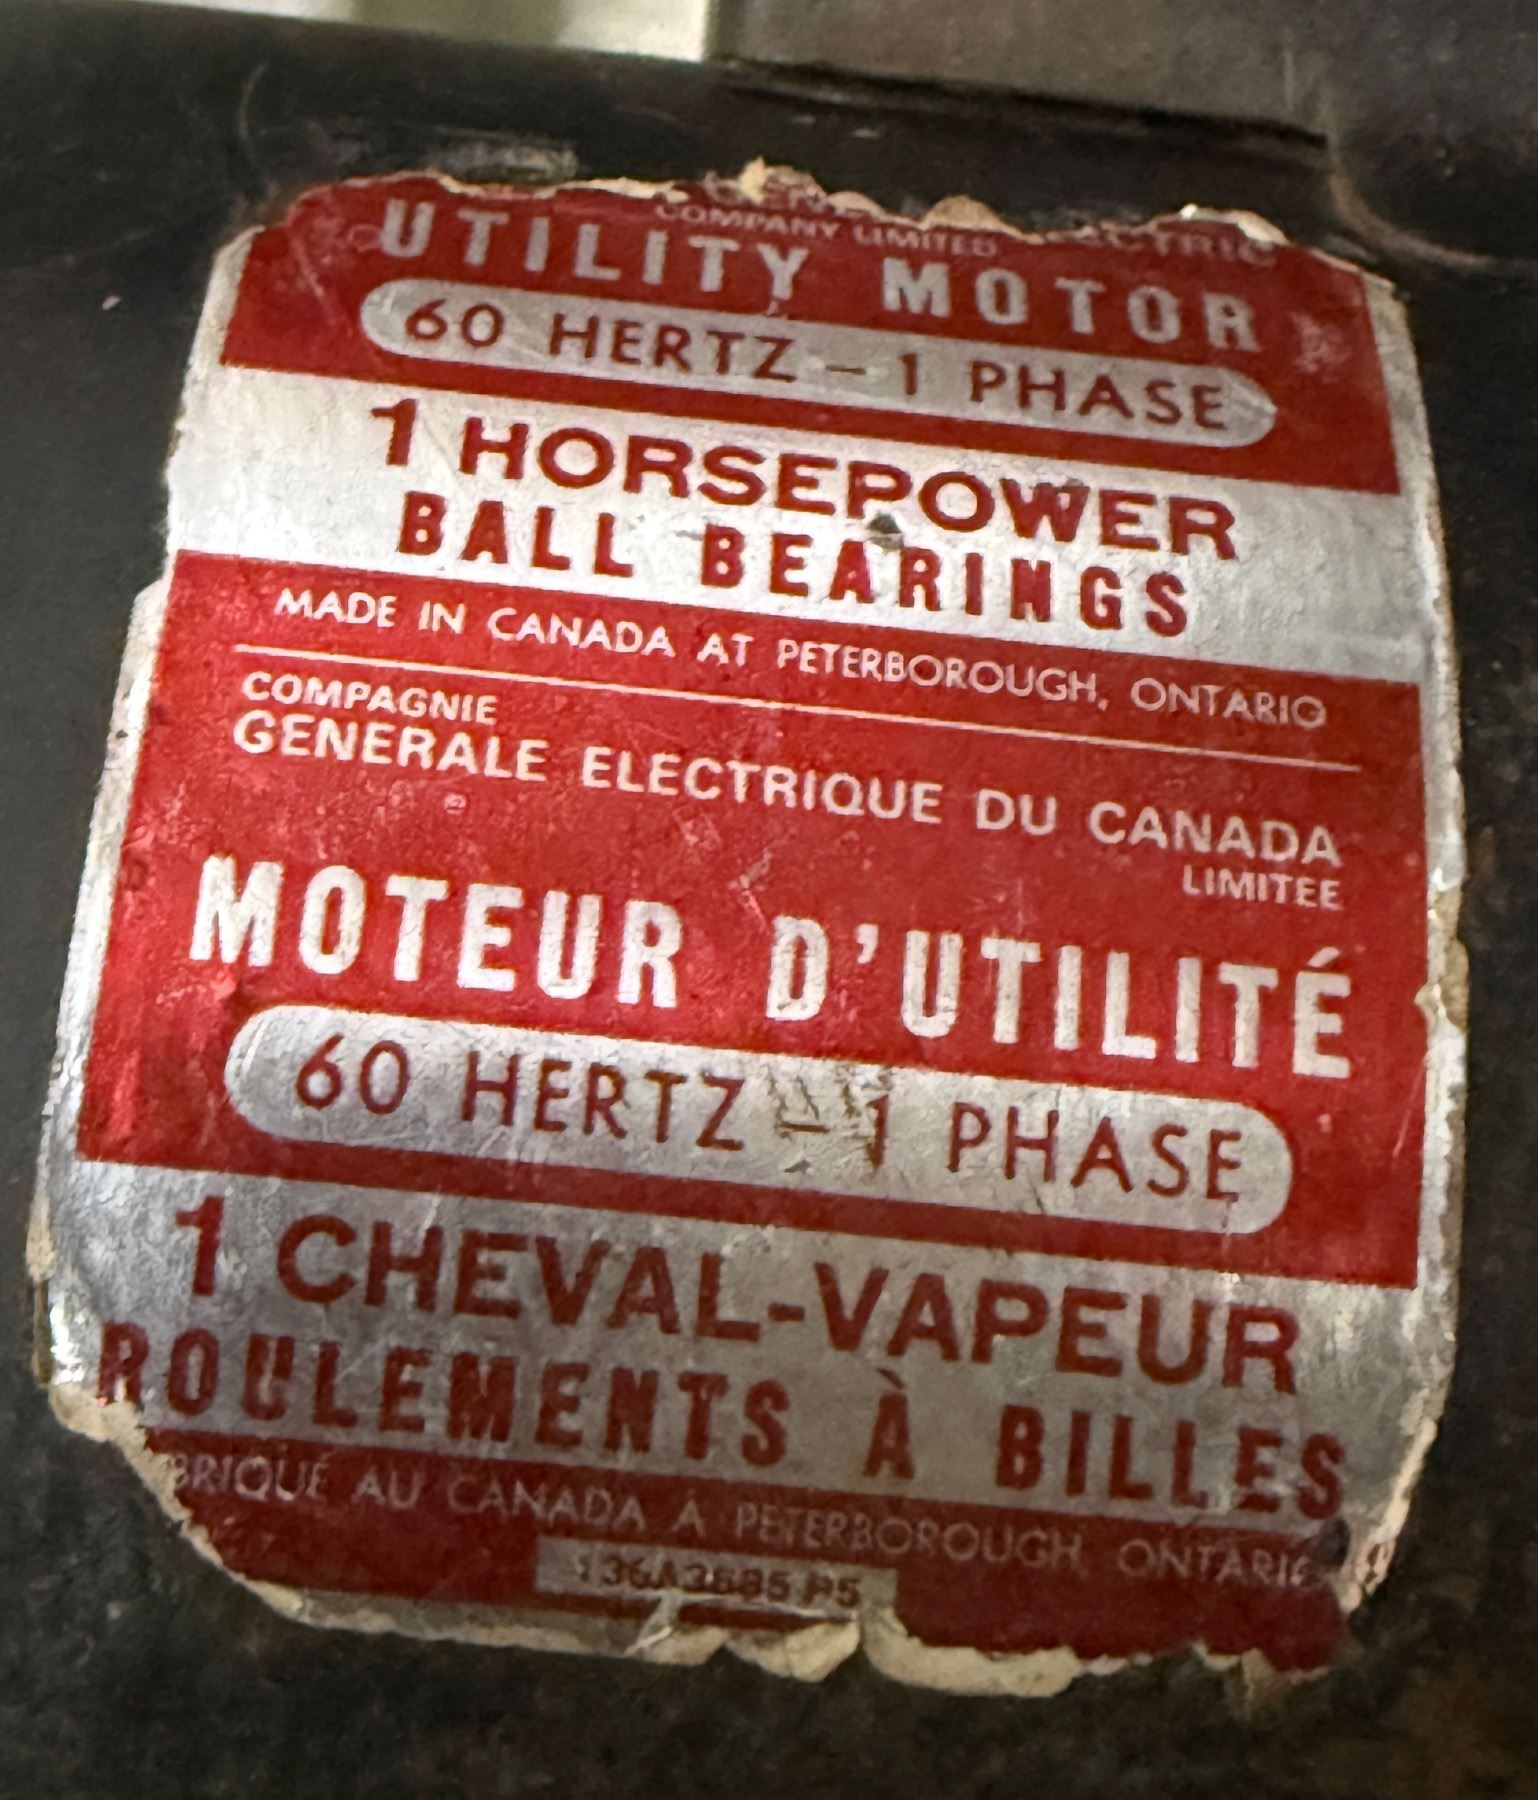 COMPANY LIMITED
UTILITY MOTOR
60 HERTZ - 1 PHASE
1 HORSEPOWER
BALL BEARINGS
MADE IN CANADA AT PETERBOROUGH, ONTARIO
COMPAGNIE
GENERALE ELECTRIQUE DU CANADA
LIMITEE
MOTEUR D'UTILITÉ
60 HERTZ - 1 PHASE
1 CHEVAL-VAPEUR
ROULEMENTS À BILLES
BRIQUÉ AU CANADA À PETERBOROUGH, ONTARIO